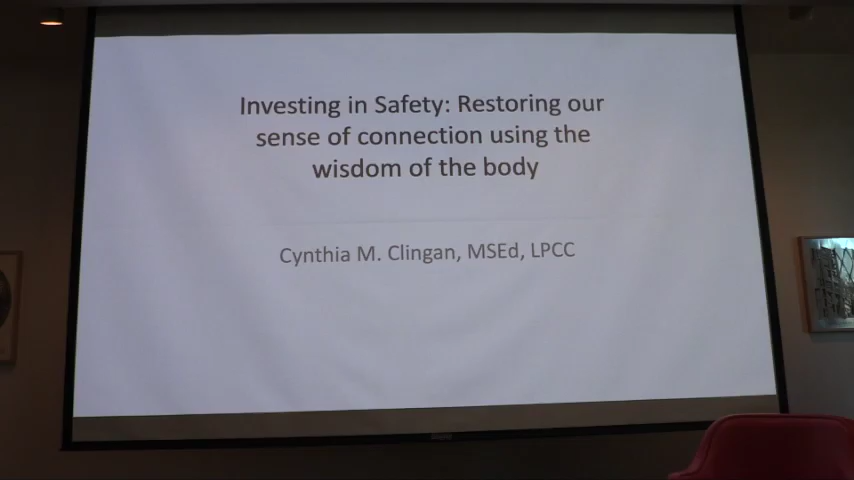 Investing in Safety: Restoring our
sense of connection using the
wisdom of the body
Cynthia M. Clingan, MSEd, LPCC